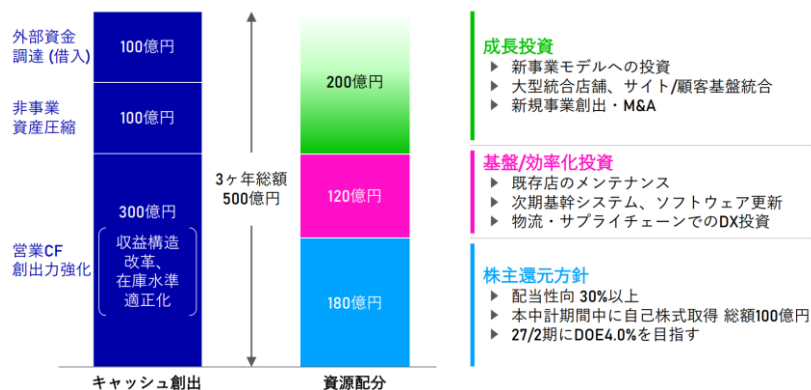 外部資金
調達 (借入)
100億円
非事業
資産圧縮
100億円
営業CF
創出力強化
300億円
収益構造
改革、
在庫水準
適正化
キャッシュ創出
3ヶ年総額
500億円
200億円
120億円
180億円
資源配分
成長投資
▶ 新事業モデルへの投資
▶ 大型統合店舗、サイト/顧客基盤統合
▶ 新規事業創出・M&A
基盤/効率化投資
▶ 既存店のメンテナンス
▶ 次期基幹システム、ソフトウェア更新
▶ 物流・サプライチェーンでのDX投資
株主還元方針
▶ 配当性向 30%以上
▶ 本中計期間中に自己株式取得 総額100億円
▶ 27/2期にDOE4.0%を目指す